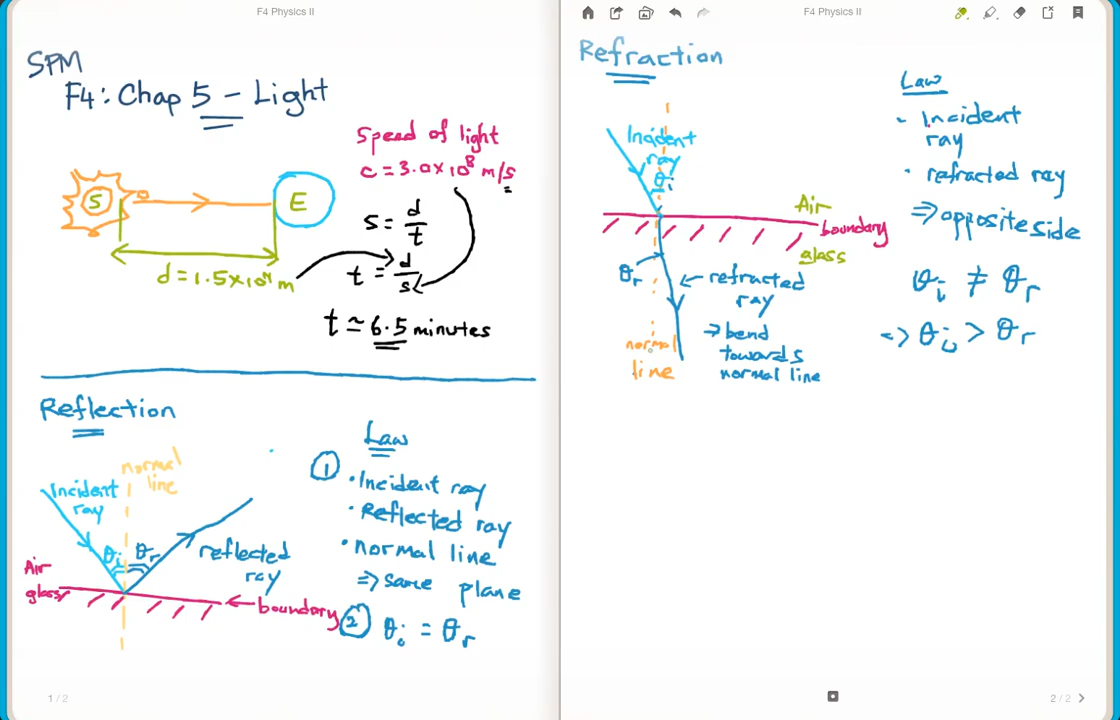 F4 Physics II
SPM
F4: Chap 5 - Light
Speed of light
c = 3.0x10^8 m/s
S
E
s = d/t
t = d/s
d = 1.5x10^11 m
t ≃ 6.5 minutes
Reflection
normal
line
Incident
ray
θi θr
reflected
ray
Air
glass
boundary
Law
① • Incident ray
• Reflected ray
• normal line
=> same plane
② θi = θr
1 / 2
F4 Physics II
Refraction
Incident
ray
θi
Air
boundary
glass
θr
refracted
ray
→ bend
towards
normal line
normal
line
Law
- Incident
ray
• refracted ray
=> opposite side
θi ≠ θr
=> θi > θr
2 / 2